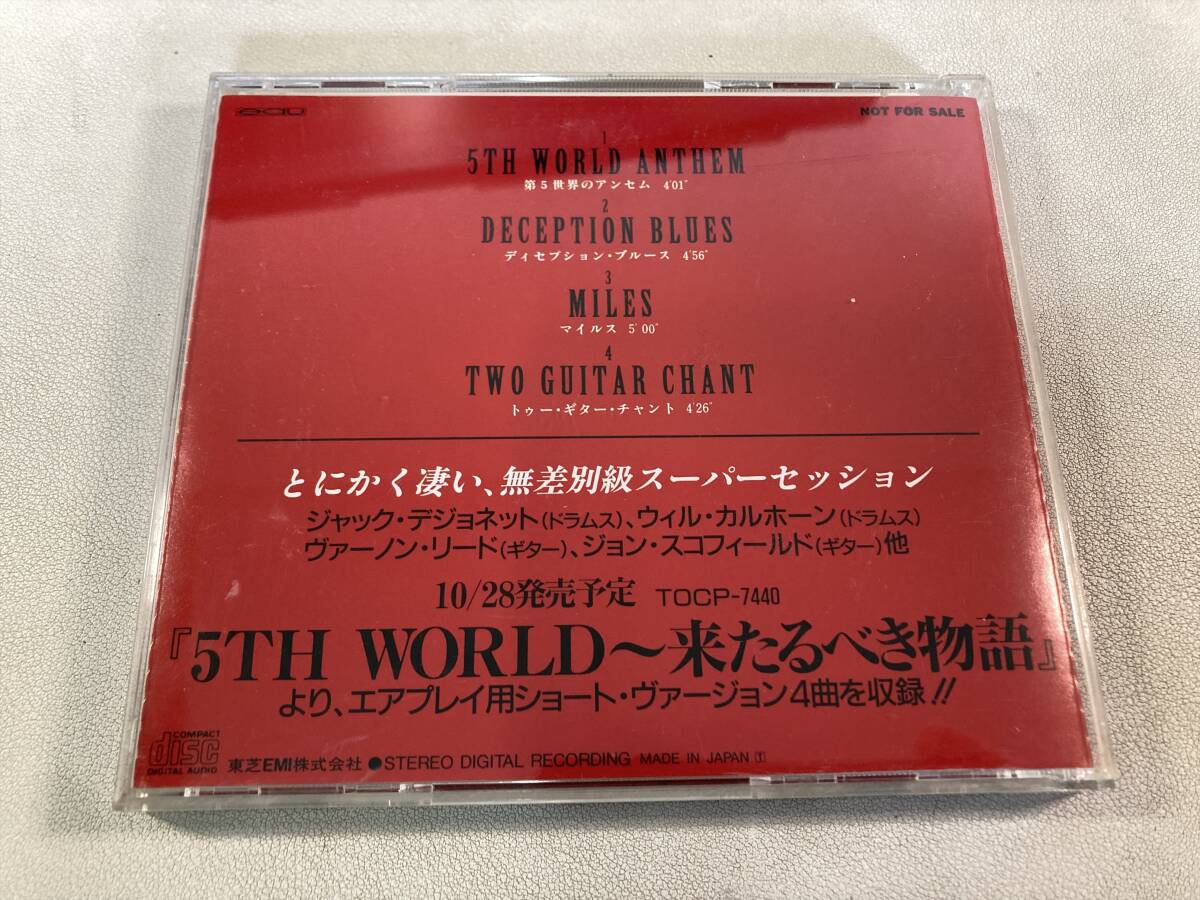 NOT FOR SALE
1
5TH WORLD ANTHEM
第5世界のアンセム 4'01"
2
DECEPTION BLUES
ディセプション・ブルース 4'56"
3
MILES
マイルス 5'00"
4
TWO GUITAR CHANT
トゥー・ギター・チャント 4'26"
とにかく凄い、無差別級スーパーセッション
ジャック・デジョネット(ドラムス)、ウィル・カルホーン(ドラムス)
ヴァーノン・リード(ギター)、ジョン・スコフィールド(ギター)他
10/28発売予定 TOCP-7440
『5TH WORLD〜来たるべき物語』
より、エアプレイ用ショート・ヴァージョン4曲を収録!!
COMPACT
disc
DIGITAL AUDIO
東芝EMI株式会社 ●STEREO DIGITAL RECORDING MADE IN JAPAN 1